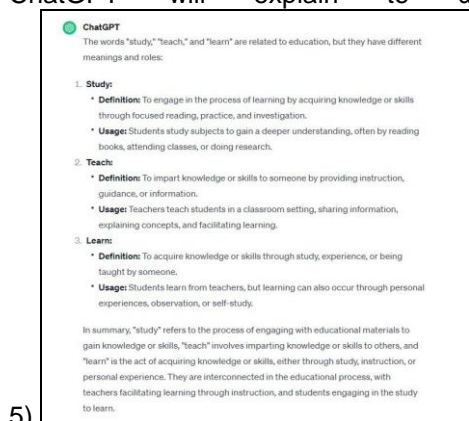 ChatGPT will explain to
ChatGPT
The words "study," "teach," and "learn" are related to education, but they have different
meanings and roles:
1. Study:
• Definition: To engage in the process of learning by acquiring knowledge or skills
through focused reading, practice, and investigation.
• Usage: Students study subjects to gain a deeper understanding, often by reading
books, attending classes, or doing research.
2. Teach:
• Definition: To impart knowledge or skills to someone by providing instruction,
guidance, or information.
• Usage: Teachers teach students in a classroom setting, sharing information,
explaining concepts, and facilitating learning.
3. Learn:
• Definition: To acquire knowledge or skills through study, experience, or being
taught by someone.
• Usage: Students learn from teachers, but learning can also occur through personal
experiences, observation, or self-study.
In summary, "study" refers to the process of engaging with educational materials to
gain knowledge or skills, "teach" involves imparting knowledge or skills to others, and
"learn" is the act of acquiring knowledge or skills, either through study, instruction, or
personal experience. They are interconnected in the educational process, with
teachers facilitating learning through instruction, and students engaging in the study
to learn.
5)